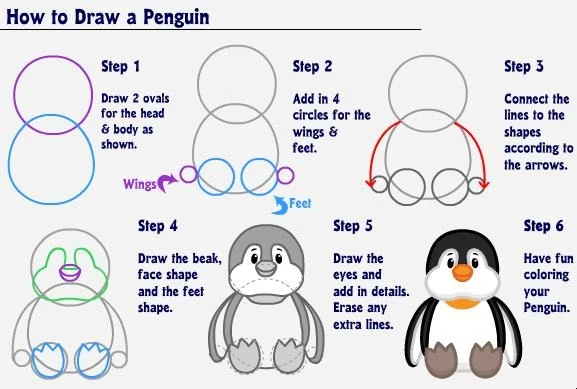 How to Draw a Penguin
Step 1
Draw 2 ovals
for the head
& body as
shown.
Step 2
Add in 4
circles for the
wings &
feet.
Wings
Feet
Step 3
Connect the
lines to the
shapes
according to
the arrows.
Step 4
Draw the beak,
face shape
and the feet
shape.
Step 5
Draw the
eyes and
add in details.
Erase any
extra lines.
Step 6
Have fun
coloring
your
Penguin.